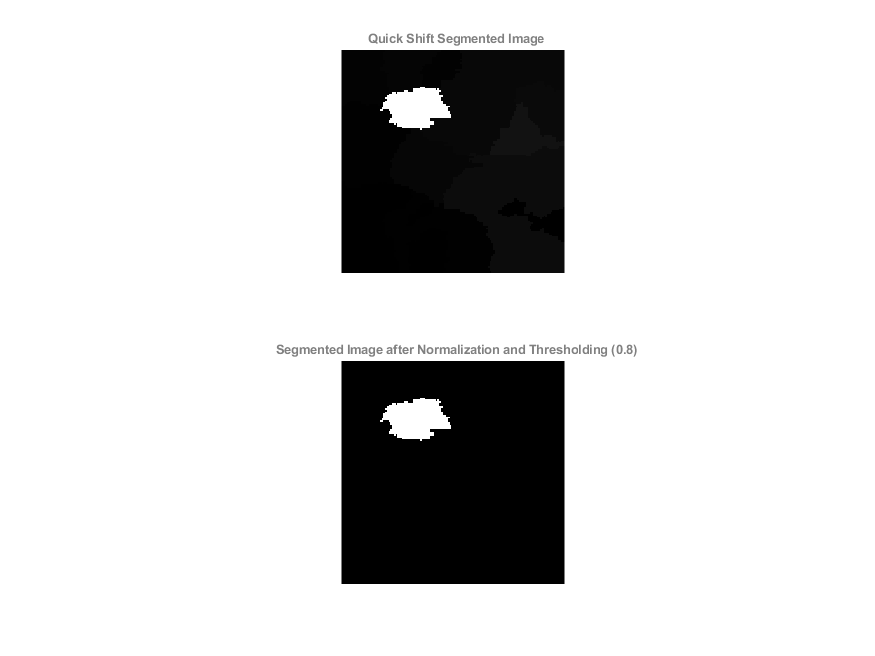 Quick Shift Segmented Image
Segmented Image after Normalization and Thresholding (0.8)